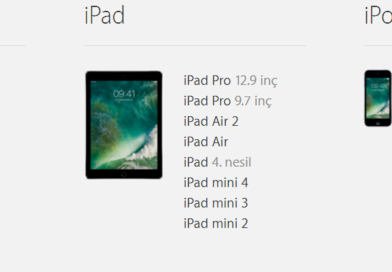 iPad
iPo
09:41
iPad Pro 12.9 inç
iPad Pro 9.7 inç
iPad Air 2
iPad Air
iPad 4. nesil
iPad mini 4
iPad mini 3
iPad mini 2